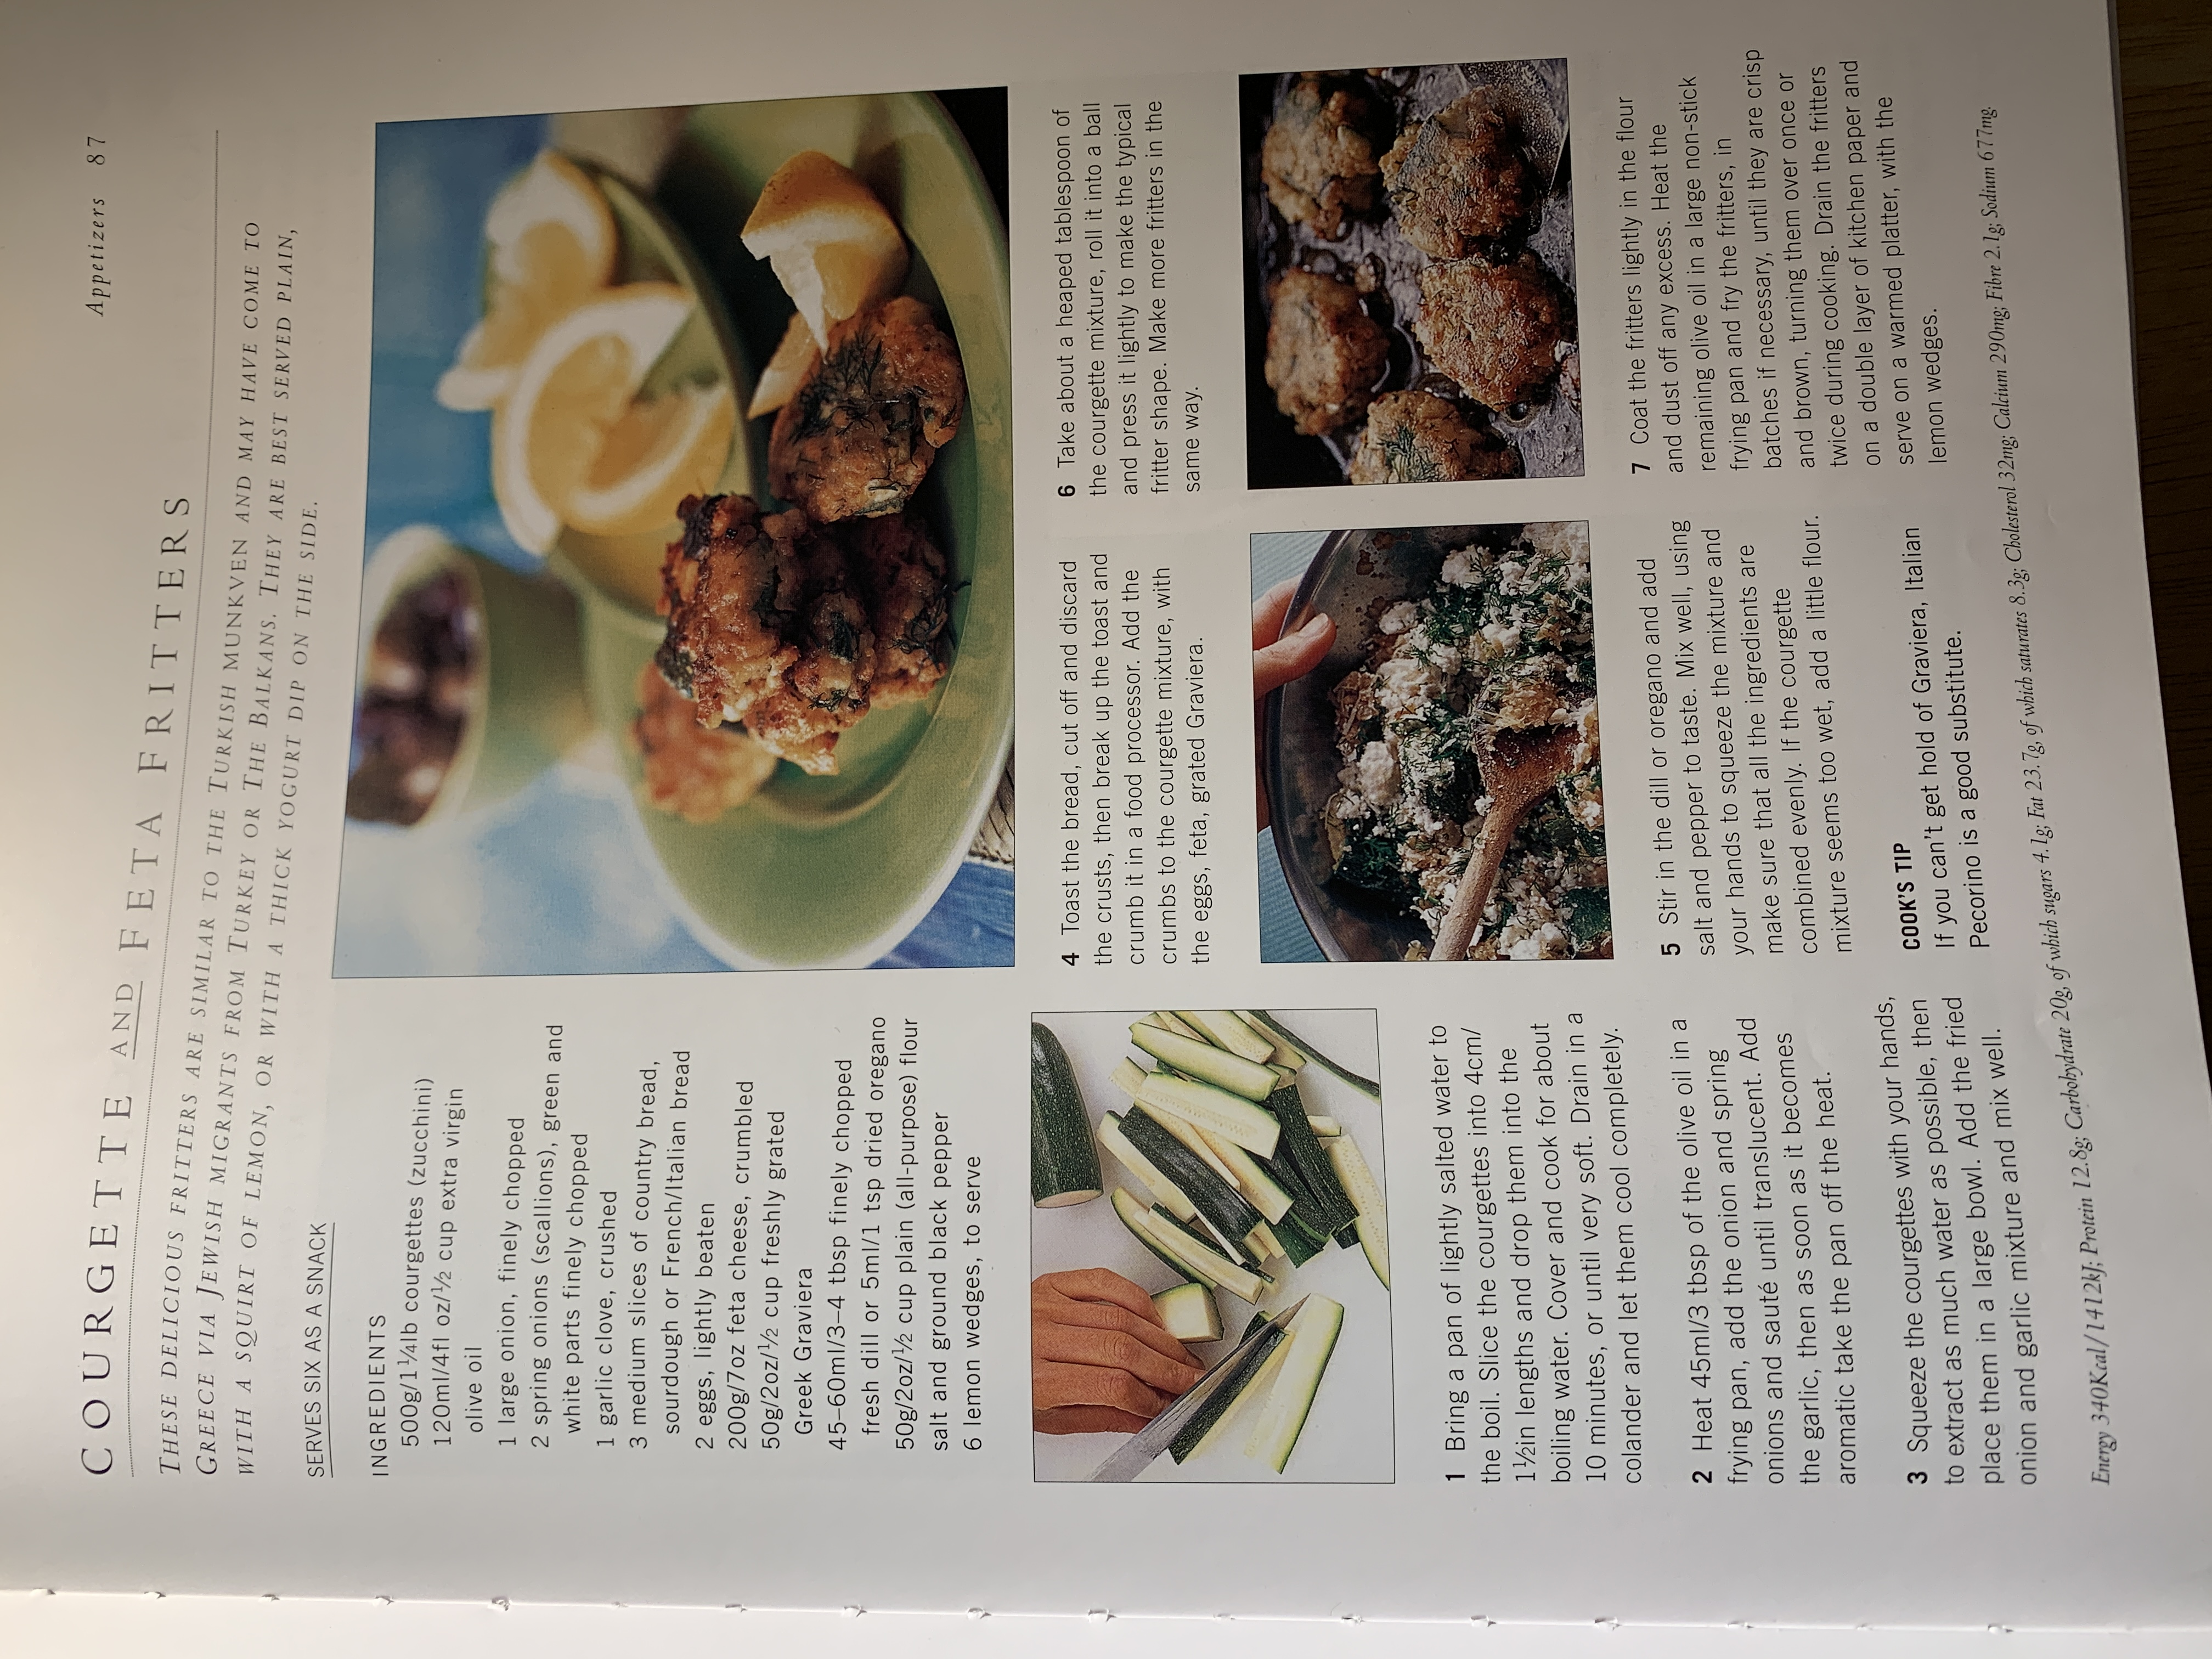 Appetizers 87
COURGETTE AND FETA FRITTERS
THESE DELICIOUS FRITTERS ARE SIMILAR TO THE TURKISH MUNKVEN AND MAY HAVE COME TO
GREECE VIA JEWISH MIGRANTS FROM TURKEY OR THE BALKANS. THEY ARE BEST SERVED PLAIN,
WITH A SQUIRT OF LEMON, OR WITH A THICK YOGURT DIP ON THE SIDE.
SERVES SIX AS A SNACK
INGREDIENTS
500g/1¼lb courgettes (zucchini)
120ml/4fl oz/½ cup extra virgin
olive oil
1 large onion, finely chopped
2 spring onions (scallions), green and
white parts finely chopped
1 garlic clove, crushed
3 medium slices of country bread,
sourdough or French/Italian bread
2 eggs, lightly beaten
200g/7oz feta cheese, crumbled
50g/2oz/½ cup freshly grated
Greek Graviera
45–60ml/3–4 tbsp finely chopped
fresh dill or 5ml/1 tsp dried oregano
50g/2oz/½ cup plain (all-purpose) flour
salt and ground black pepper
6 lemon wedges, to serve
1 Bring a pan of lightly salted water to
the boil. Slice the courgettes into 4cm/
1½in lengths and drop them into the
boiling water. Cover and cook for about
10 minutes, or until very soft. Drain in a
colander and let them cool completely.
2 Heat 45ml/3 tbsp of the olive oil in a
frying pan, add the onion and spring
onions and sauté until translucent. Add
the garlic, then as soon as it becomes
aromatic take the pan off the heat.
3 Squeeze the courgettes with your hands,
to extract as much water as possible, then
place them in a large bowl. Add the fried
onion and garlic mixture and mix well.
4 Toast the bread, cut off and discard
the crusts, then break up the toast and
crumb it in a food processor. Add the
crumbs to the courgette mixture, with
the eggs, feta, grated Graviera.
5 Stir in the dill or oregano and add
salt and pepper to taste. Mix well, using
your hands to squeeze the mixture and
make sure that all the ingredients are
combined evenly. If the courgette
mixture seems too wet, add a little flour.
COOK'S TIP
If you can't get hold of Graviera, Italian
Pecorino is a good substitute.
6 Take about a heaped tablespoon of
the courgette mixture, roll it into a ball
and press it lightly to make the typical
fritter shape. Make more fritters in the
same way.
7 Coat the fritters lightly in the flour
and dust off any excess. Heat the
remaining olive oil in a large non-stick
frying pan and fry the fritters, in
batches if necessary, until they are crisp
and brown, turning them over once or
twice during cooking. Drain the fritters
on a double layer of kitchen paper and
serve on a warmed platter, with the
lemon wedges.
Energy 340Kcal/1412kJ; Protein 12.8g; Carbohydrate 20g, of which sugars 4.1g; Fat 23.7g, of which saturates 8.3g; Cholesterol 32mg; Calcium 290mg; Fibre 2.1g; Sodium 677mg.